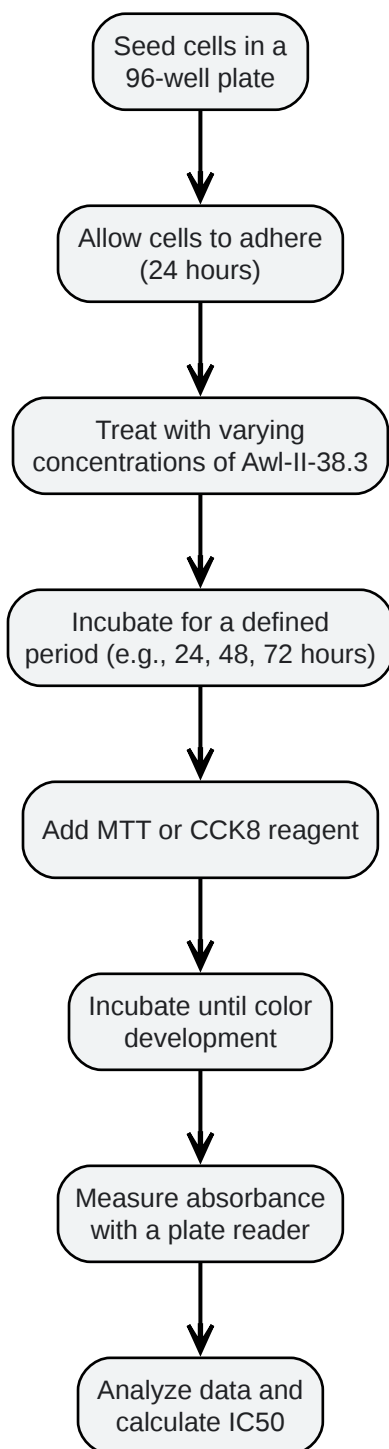 Seed cells in a
96-well plate
Allow cells to adhere
(24 hours)
Treat with varying
concentrations of Awl-II-38.3
Incubate for a defined
period (e.g., 24, 48, 72 hours)
Add MTT or CCK8 reagent
Incubate until color
development
Measure absorbance
with a plate reader
Analyze data and
calculate IC50